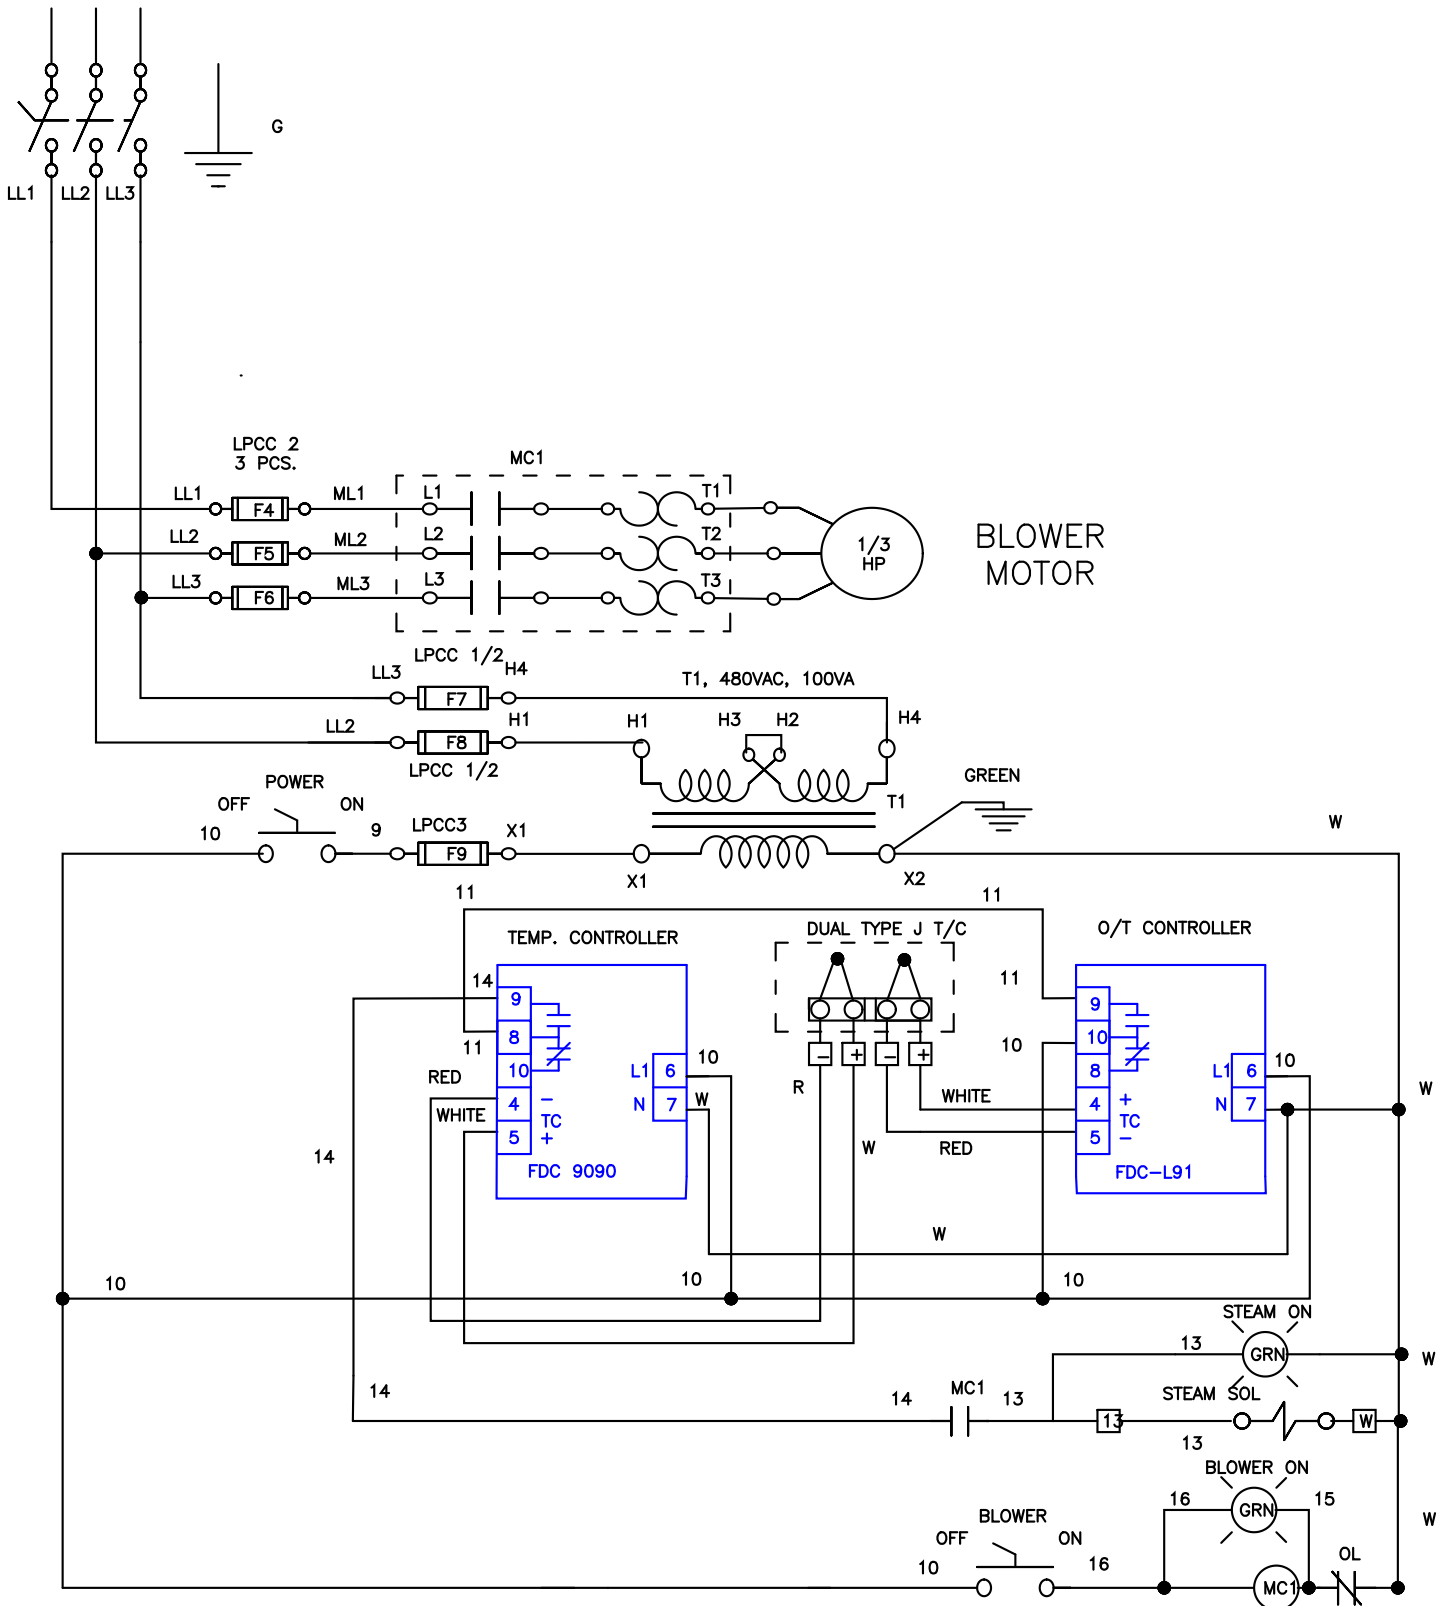 G
LL1
LL2
LL3
LPCC 2
3 PCS.
MC1
LL1
F4
ML1
L1
T1
LL2
F5
ML2
L2
T2
1/3
HP
BLOWER
MOTOR
LL3
F6
ML3
L3
T3
LPCC 1/2
LL3
F7
H4
T1, 480VAC, 100VA
LL2
F8
H1
LPCC 1/2
H1
H3
H2
H4
POWER
OFF
ON
10
9
LPCC3
F9
X1
T1
GREEN
W
X1
X2
11
11
TEMP. CONTROLLER
DUAL TYPE J T/C
O/T CONTROLLER
14
9
8
11
10
RED
4
-
WHITE
TC
5
+
FDC 9090
L1
6
10
N
7
W
-
+
-
+
R
W
WHITE
RED
11
9
10
10
8
4
+
TC
5
-
FDC-L91
L1
6
10
N
7
W
14
W
10
10
10
STEAM ON
13
GRN
W
14
14
MC1
13
13
STEAM SOL
W
13
BLOWER ON
16
GRN
15
W
BLOWER
OFF
ON
10
16
MC1
OL